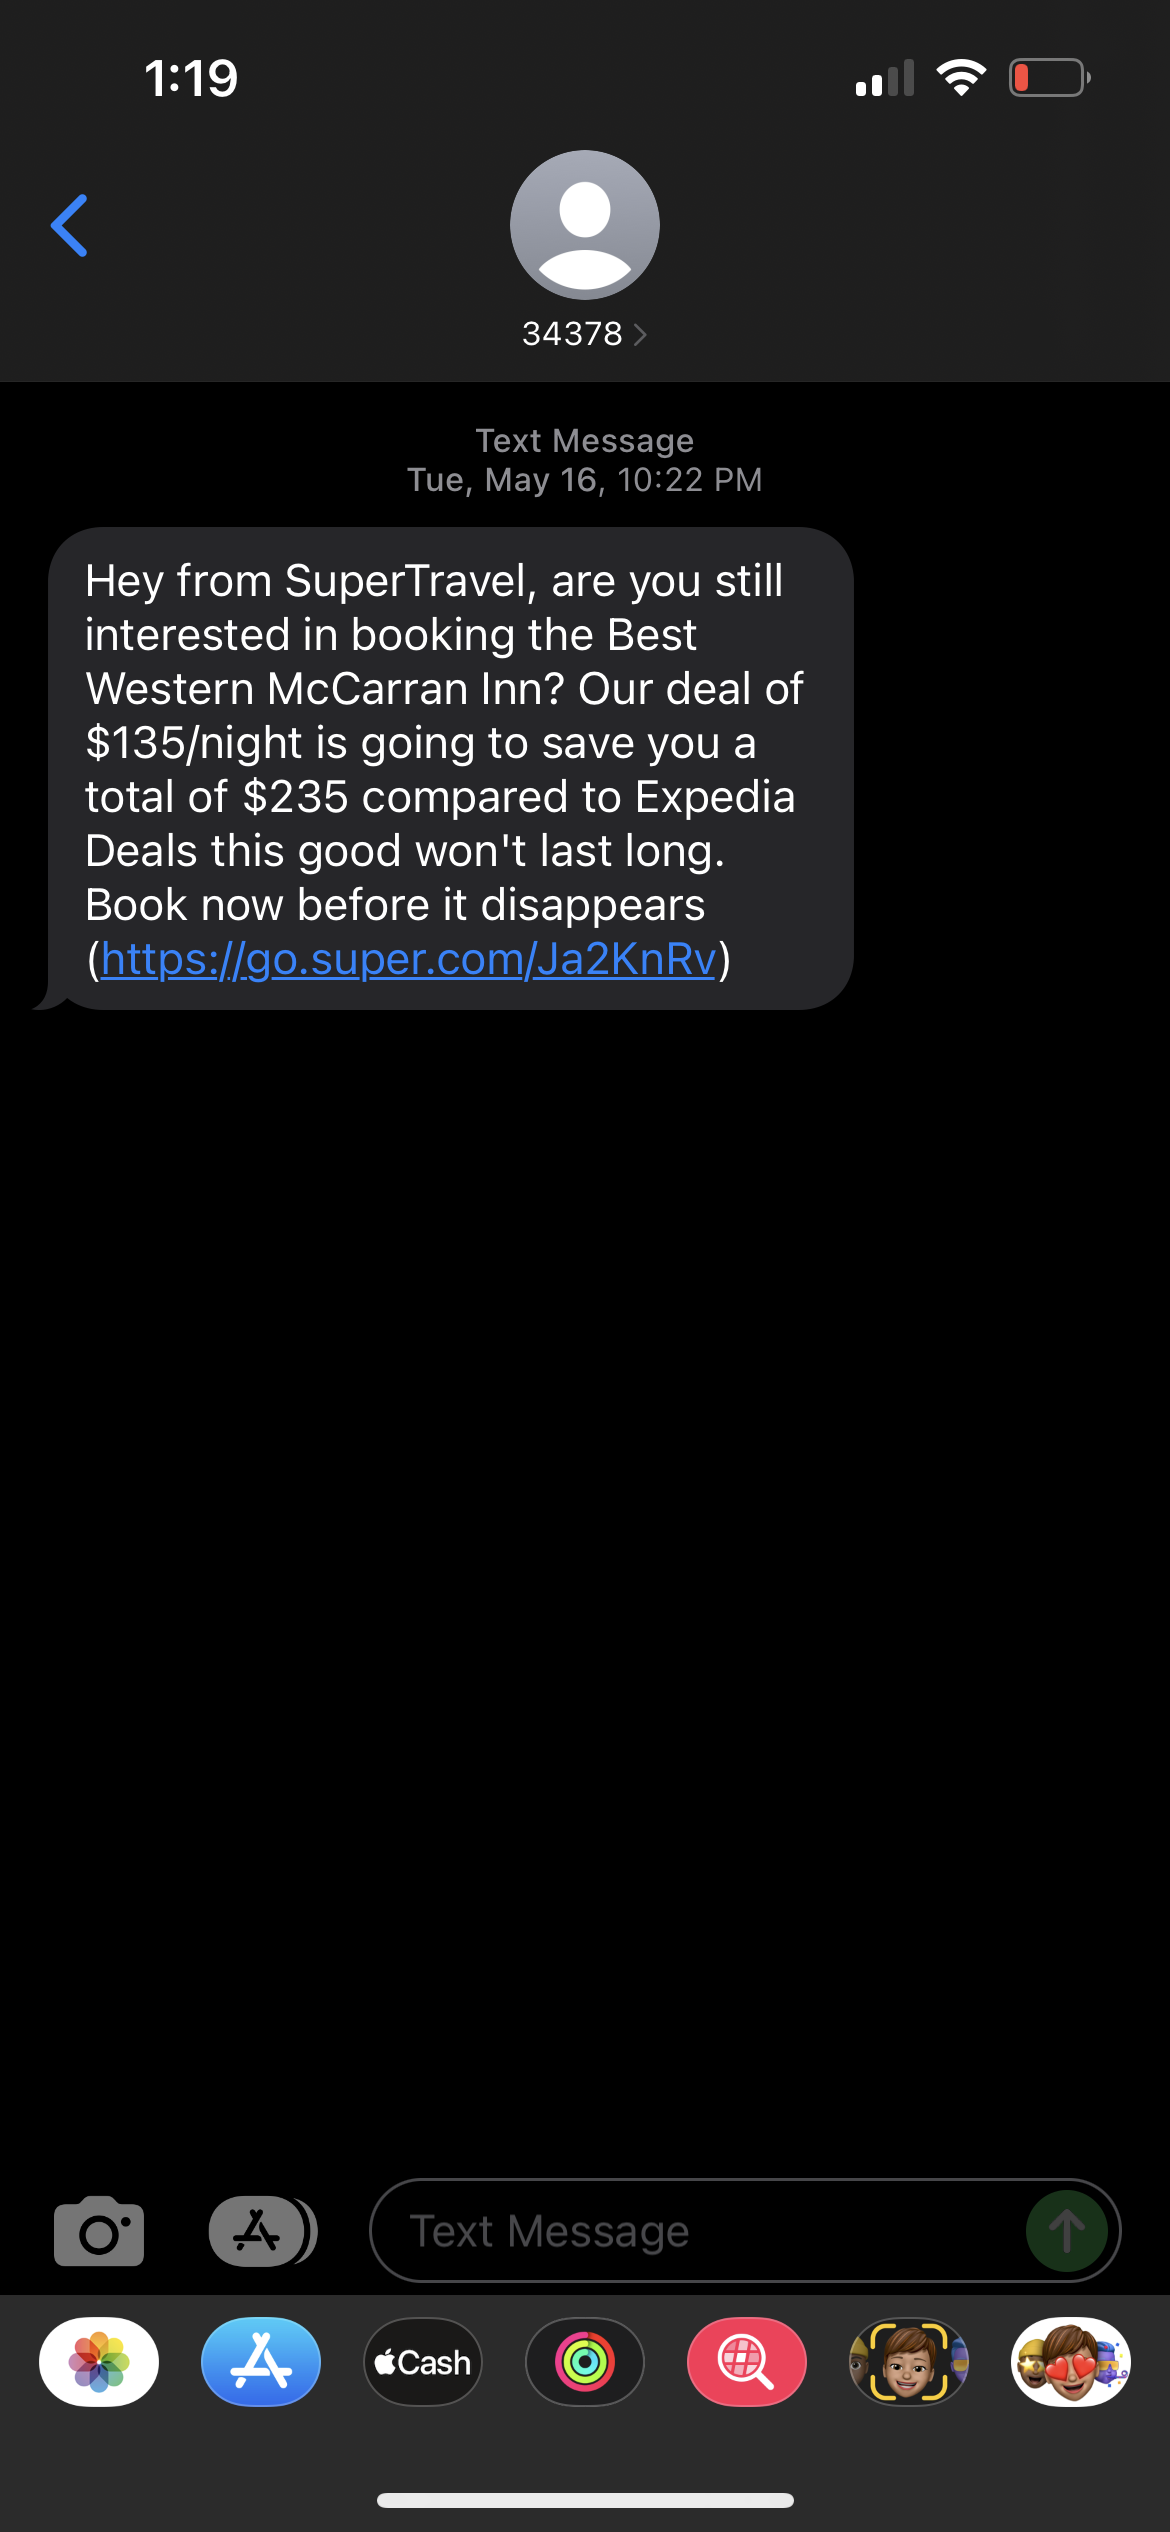 1:19
34378
Text Message
Tue, May 16, 10:22 PM
Hey from SuperTravel, are you still
interested in booking the Best
Western McCarran Inn? Our deal of
$135/night is going to save you a
total of $235 compared to Expedia
Deals this good won't last long.
Book now before it disappears
(https://go.super.com/Ja2KnRv)
Text Message
Cash